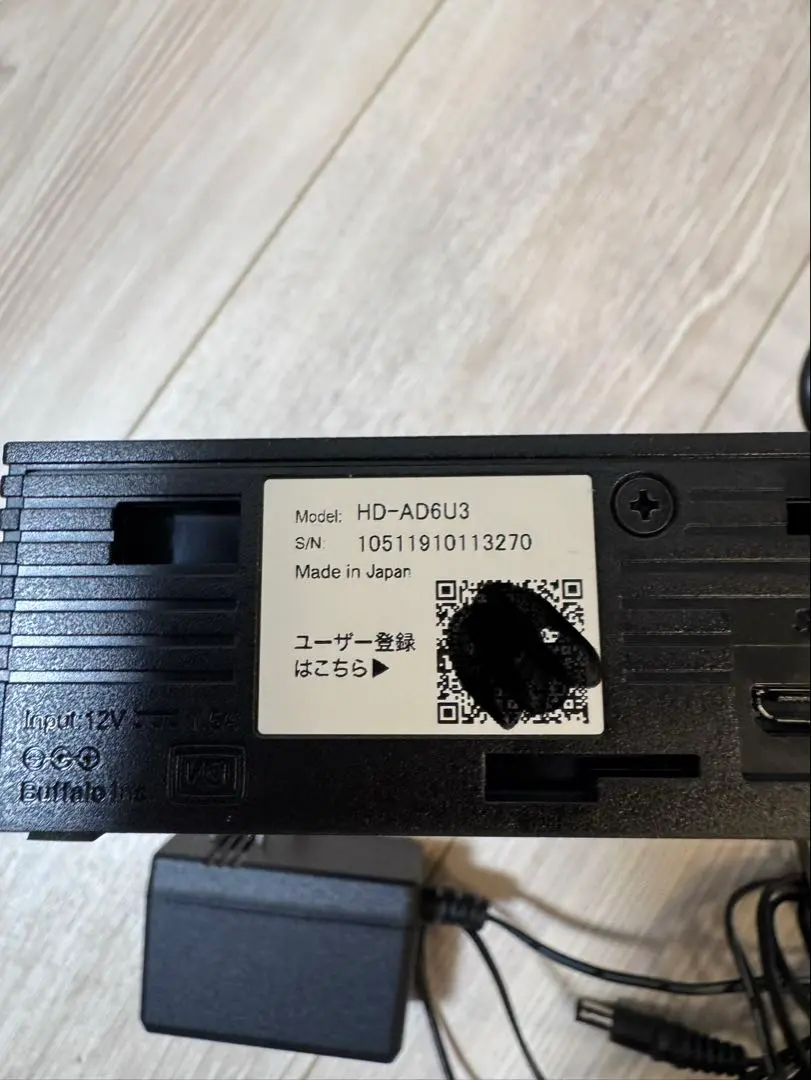 Model: HD-AD6U3
S/N: 10511910113270
Made in Japan
ユーザー登録
はこちら▶
Input:12V 1.5A
Buffalo Inc.
VCI